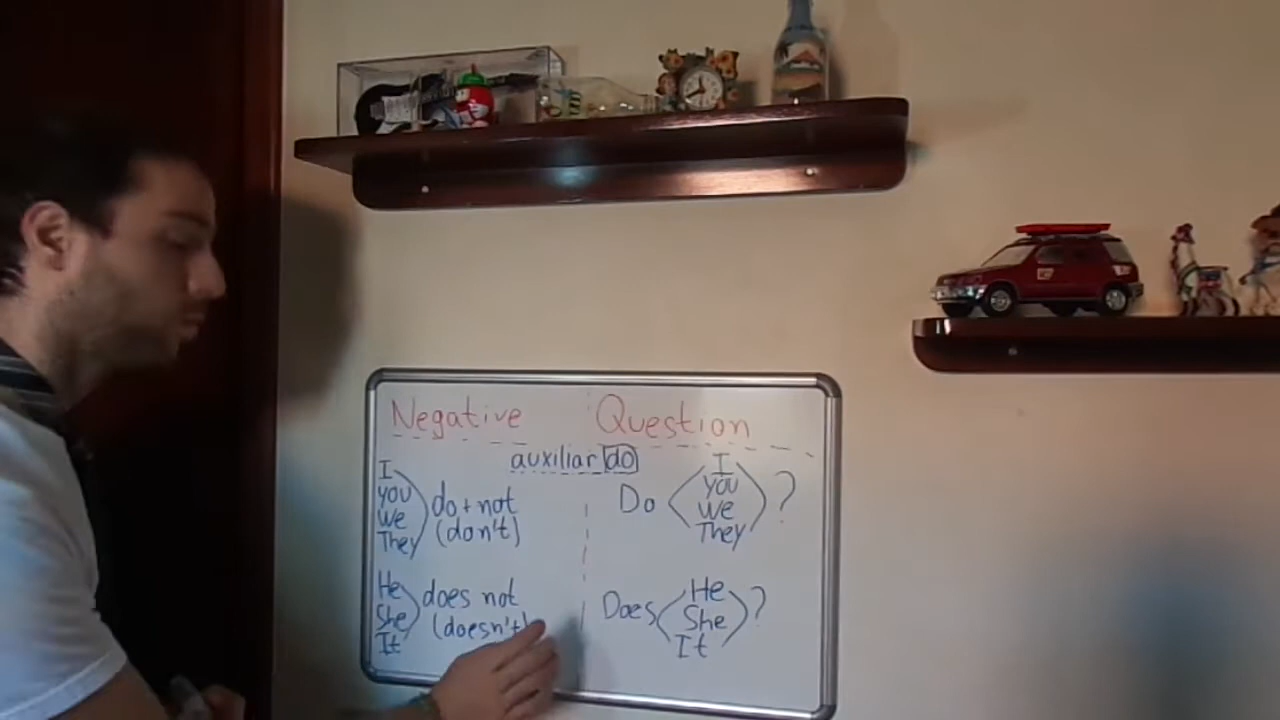 Negative Question
auxiliar do
I
you
we
They
do + not
(don't)
Do
I
you
we
They
?
He
She
It
does not
(doesn't)
Does
He
She
It
?